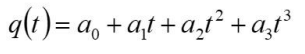 q(t) = a₀ + a₁t + a₂t² + a₃t³